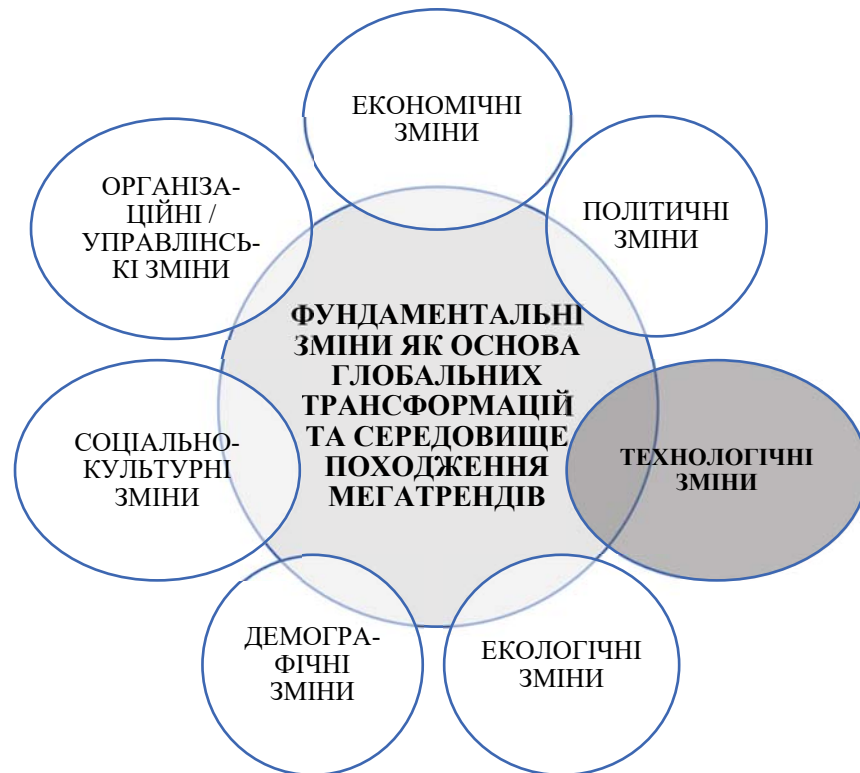 ЕКОНОМІЧНІ
ЗМІНИ
ПОЛІТИЧНІ
ЗМІНИ
ТЕХНОЛОГІЧНІ
ЗМІНИ
ЕКОЛОГІЧНІ
ЗМІНИ
ДЕМОГРА-
ФІЧНІ
ЗМІНИ
СОЦІАЛЬНО-
КУЛЬТУРНІ
ЗМІНИ
ОРГАНІЗА-
ЦІЙНІ /
УПРАВЛІНСЬ-
КІ ЗМІНИ
ФУНДАМЕНТАЛЬНІ
ЗМІНИ ЯК ОСНОВА
ГЛОБАЛЬНИХ
ТРАНСФОРМАЦІЙ
ТА СЕРЕДОВИЩЕ
ПОХОДЖЕННЯ
МЕГАТРЕНДІВ